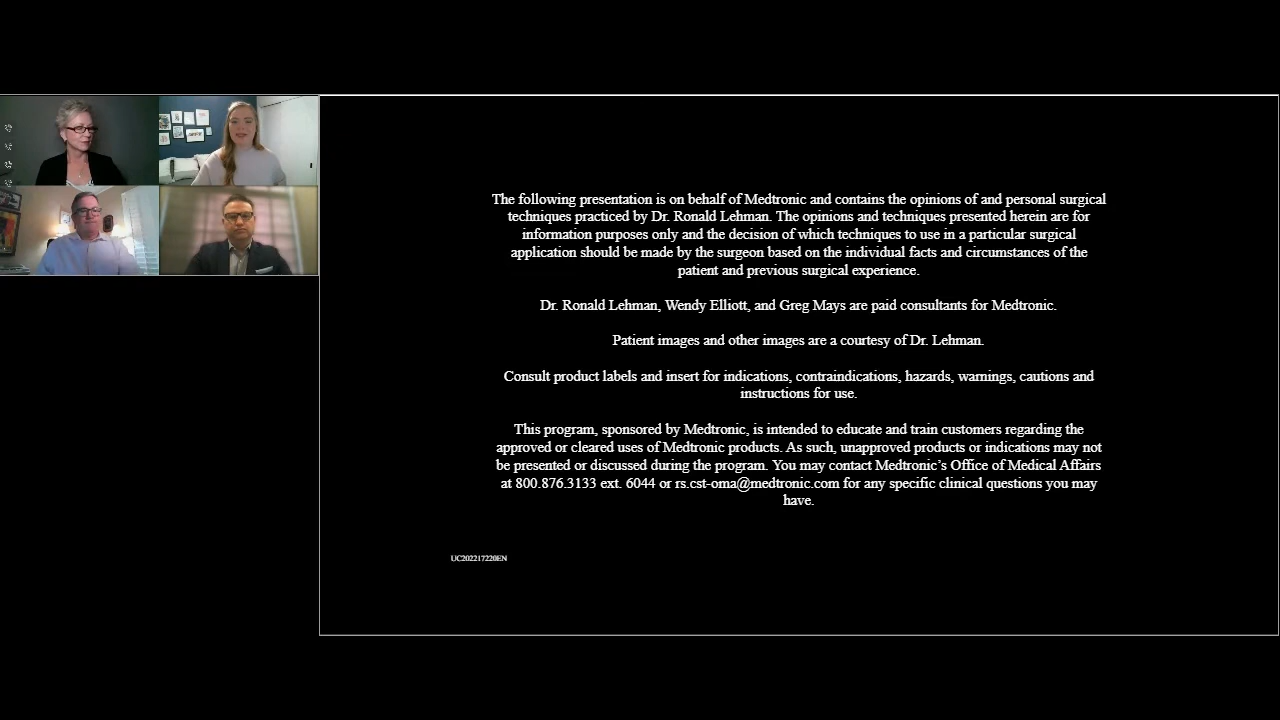 The following presentation is on behalf of Medtronic and contains the opinions of and personal surgical
techniques practiced by Dr. Ronald Lehman. The opinions and techniques presented herein are for
information purposes only and the decision of which techniques to use in a particular surgical
application should be made by the surgeon based on the individual facts and circumstances of the
patient and previous surgical experience.
Dr. Ronald Lehman, Wendy Elliott, and Greg Mays are paid consultants for Medtronic.
Patient images and other images are a courtesy of Dr. Lehman.
Consult product labels and insert for indications, contraindications, hazards, warnings, cautions and
instructions for use.
This program, sponsored by Medtronic, is intended to educate and train customers regarding the
approved or cleared uses of Medtronic products. As such, unapproved products or indications may not
be presented or discussed during the program. You may contact Medtronic’s Office of Medical Affairs
at 800.876.3133 ext. 6044 or rs.cst-oma@medtronic.com for any specific clinical questions you may
have.
UC202217220EN